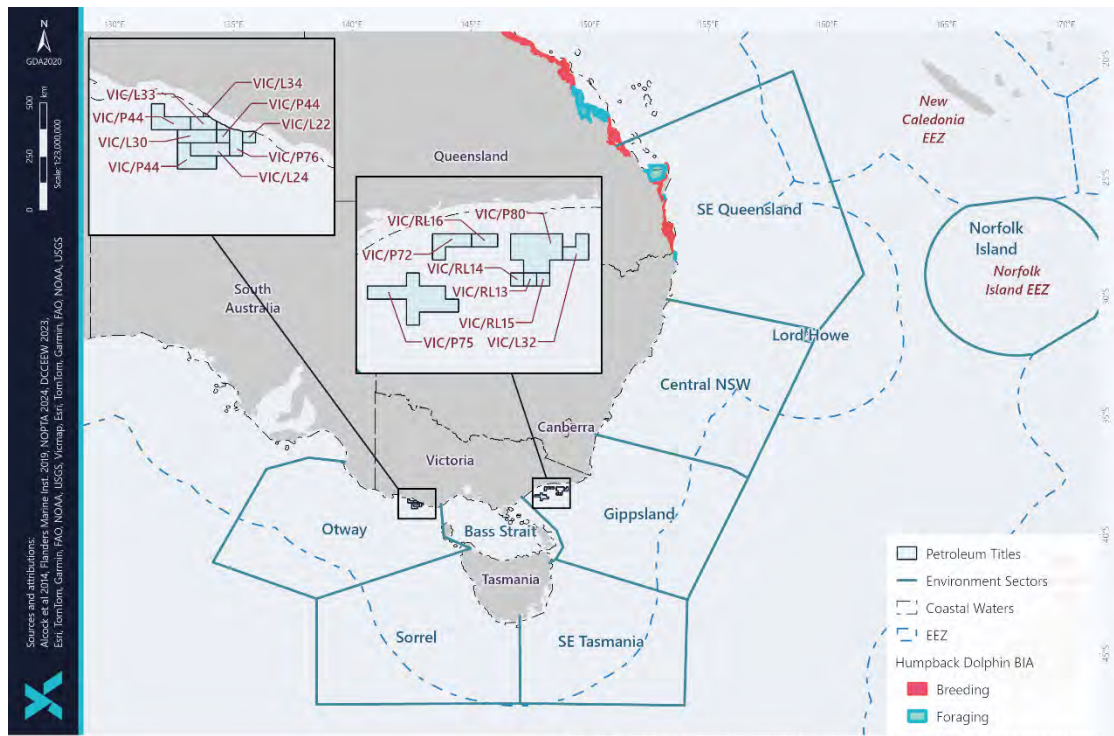 130°E
135°E
140°E
145°E
150°E
155°E
160°E
165°E
170°E
20°S
25°S
30°S
35°S
40°S
45°S
N
GDA2020
500
km
250
0
Scale: 1:23,000,000
Sources and attributions:
Alcock et al 2014, Flanders Marine Inst. 2019, NOPTA 2024, DCCEEW 2023,
Esri, TomTom, Garmin, FAO, NOAA, USGS, Vicmap, Esri, TomTom, Garmin, FAO, NOAA, USGS
VIC/L34
VIC/L33
VIC/P44
VIC/P44
VIC/L22
VIC/L30
VIC/P76
VIC/P44
VIC/L24
VIC/RL16
VIC/P80
VIC/P72
VIC/RL14
VIC/RL13
VIC/RL15
VIC/P75
VIC/L32
Queensland
South
Australia
Victoria
Canberra
Tasmania
New
Caledonia
EEZ
SE Queensland
Norfolk
Island
Norfolk
Island EEZ
Lord Howe
Central NSW
Gippsland
Otway
Bass Strait
Sorrel
SE Tasmania
Petroleum Titles
Environment Sectors
Coastal Waters
EEZ
Humpback Dolphin BIA
Breeding
Foraging